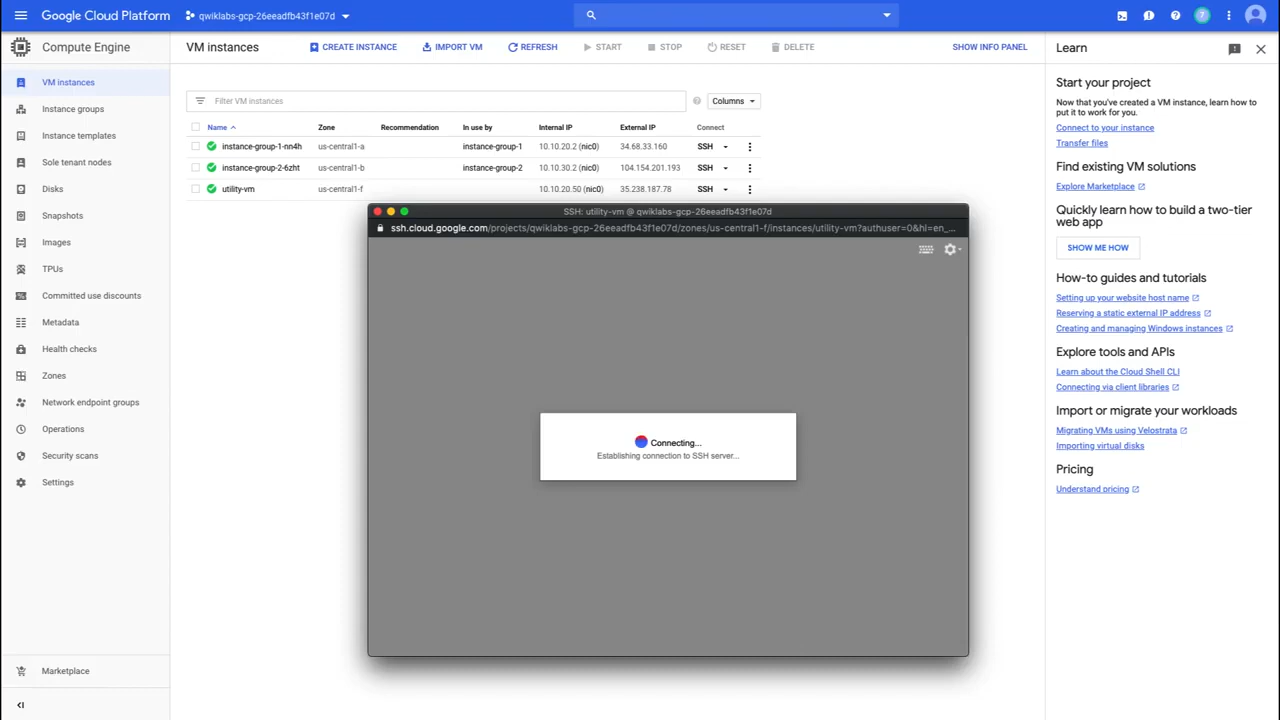 Google Cloud Platform
qwiklabs-gcp-26eeadfb43f1e07d
7
Compute Engine
VM instances
CREATE INSTANCE
IMPORT VM
REFRESH
START
STOP
RESET
DELETE
SHOW INFO PANEL
VM instances
Instance groups
Instance templates
Sole tenant nodes
Disks
Snapshots
Images
TPUs
Committed use discounts
Metadata
Health checks
Zones
Network endpoint groups
Operations
Security scans
Settings
Marketplace
Filter VM instances
Columns
Name Zone Recommendation In use by Internal IP External IP Connect
instance-group-1-nn4h us-central1-a instance-group-1 10.10.20.2 (nic0) 34.68.33.160 SSH
instance-group-2-6zht us-central1-b instance-group-2 10.10.30.2 (nic0) 104.154.201.193 SSH
utility-vm us-central1-f 10.10.20.50 (nic0) 35.238.187.78 SSH
SSH: utility-vm @ qwiklabs-gcp-26eeadfb43f1e07d
ssh.cloud.google.com/projects/qwiklabs-gcp-26eeadfb43f1e07d/zones/us-central1-f/instances/utility-vm?authuser=0&hl=en_...
Connecting...
Establishing connection to SSH server...
Learn
Start your project
Now that you've created a VM instance, learn how to
put it to work for you.
Connect to your instance
Transfer files
Find existing VM solutions
Explore Marketplace
Quickly learn how to build a two-tier
web app
SHOW ME HOW
How-to guides and tutorials
Setting up your website host name
Reserving a static external IP address
Creating and managing Windows instances
Explore tools and APIs
Learn about the Cloud Shell CLI
Connecting via client libraries
Import or migrate your workloads
Migrating VMs using Velostrata
Importing virtual disks
Pricing
Understand pricing